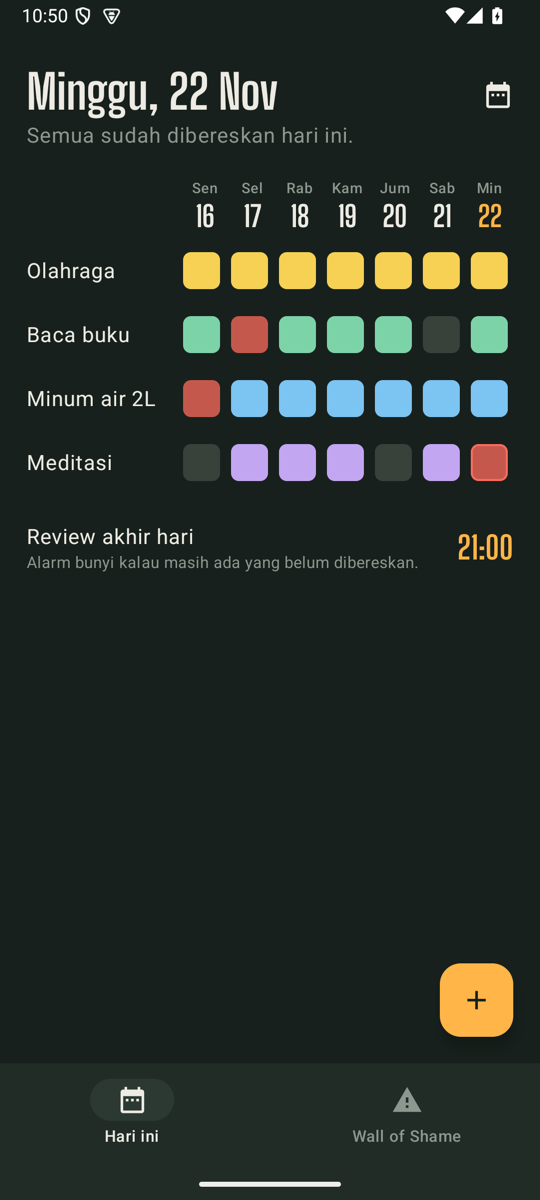 10:50
Minggu, 22 Nov
Semua sudah dibereskan hari ini.
Sen Sel Rab Kam Jum Sab Min
16 17 18 19 20 21 22
Olahraga
Baca buku
Minum air 2L
Meditasi
Review akhir hari
21:00
Alarm bunyi kalau masih ada yang belum dibereskan.
Hari ini
Wall of Shame